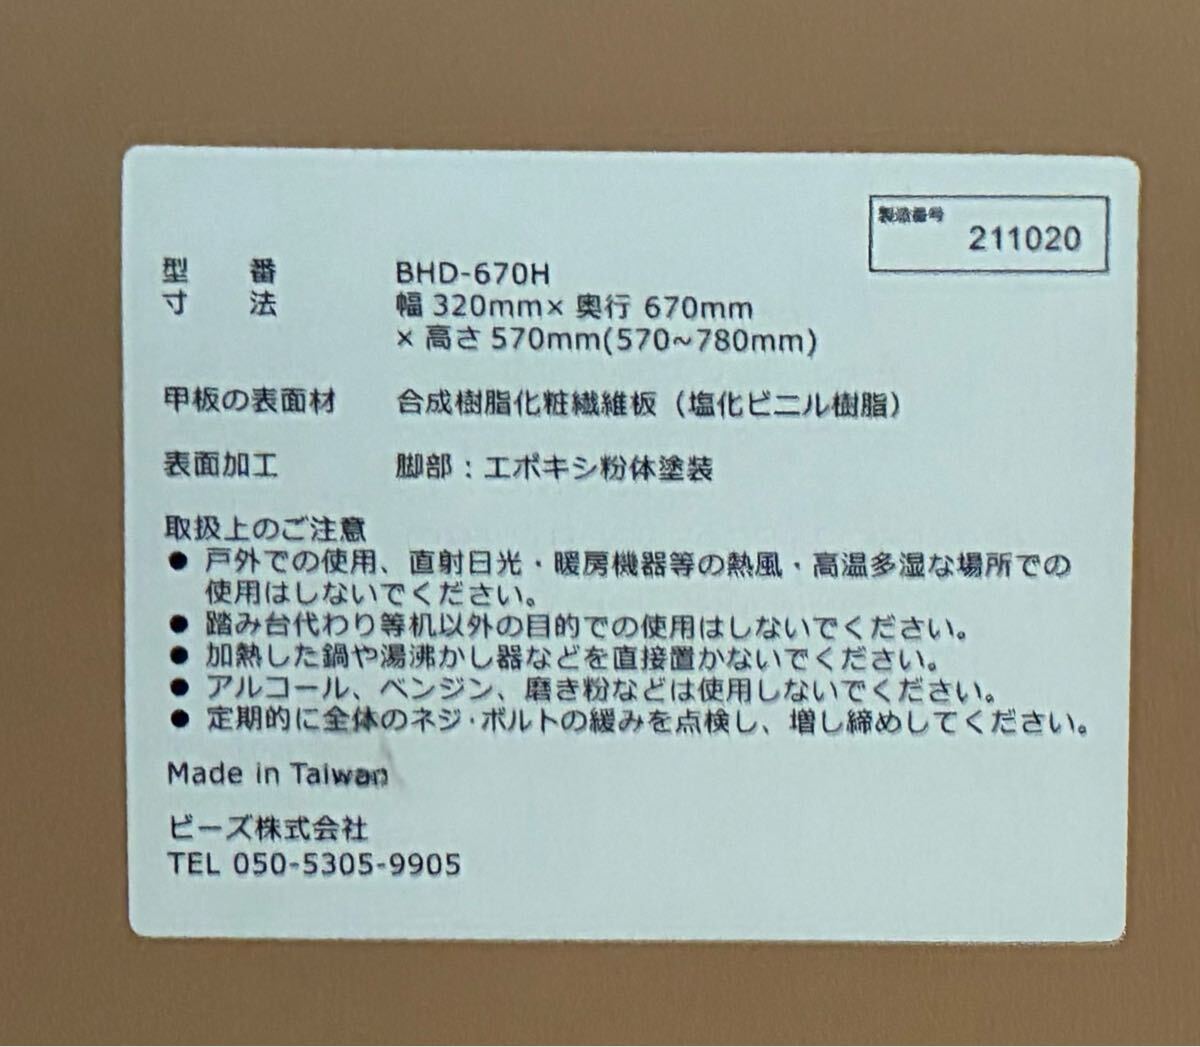 製造番号
211020
型 番 BHD-670H
寸 法 幅 320mm× 奥行 670mm
× 高さ 570mm(570~780mm)
甲板の表面材 合成樹脂化粧繊維板（塩化ビニル樹脂）
表面加工 脚部：エポキシ粉体塗装
取扱上のご注意
● 戸外での使用、直射日光・暖房機器等の熱風・高温多湿な場所での
使用はしないでください。
● 踏み台代わり等机以外の目的での使用はしないでください。
● 加熱した鍋や湯沸かし器などを直接置かないでください。
● アルコール、ベンジン、磨き粉などは使用しないでください。
● 定期的に全体のネジ・ボルトの緩みを点検し、増し締めしてください。
Made in Taiwan
ビーズ株式会社
TEL 050-5305-9905